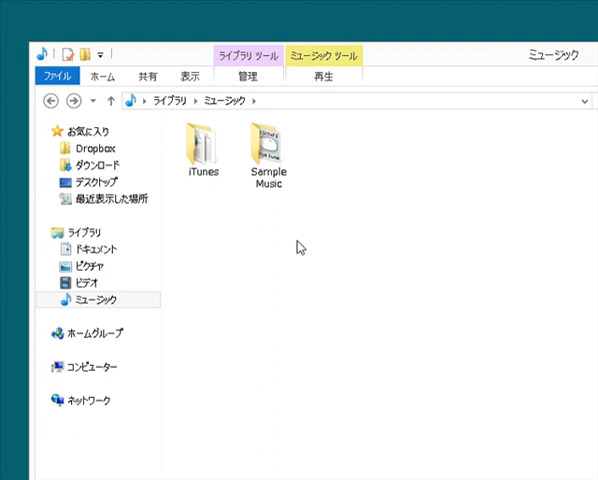 ライブラリ ツール ミュージック ツール ミュージック
ファイル ホーム 共有 表示 管理 再生
ライブラリ ミュージック
お気に入り
Dropbox
ダウンロード
デスクトップ
最近表示した場所
ライブラリ
ドキュメント
ピクチャ
ビデオ
ミュージック
ホームグループ
コンピューター
ネットワーク
iTunes
Sample
Music